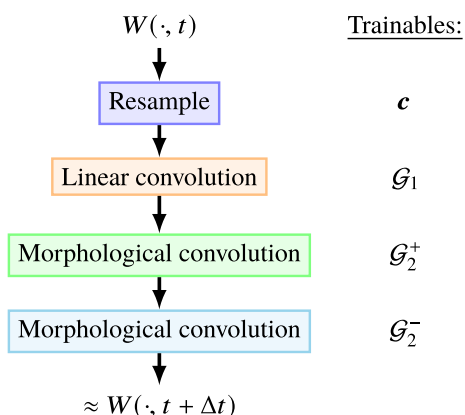 W(·, t) Trainables:
Resample 𝒄
Linear convolution 𝒢₁
Morphological convolution 𝒢₂⁺
Morphological convolution 𝒢₂⁻
≈ W(·, t + Δt)